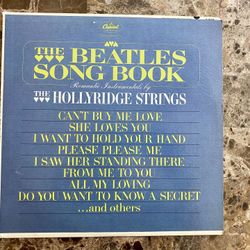 Capitol
THE BEATLES
SONG BOOK
Romantic Instrumentals by
THE HOLLYRIDGE STRINGS
CAN'T BUY ME LOVE
SHE LOVES YOU
I WANT TO HOLD YOUR HAND
PLEASE PLEASE ME
I SAW HER STANDING THERE
FROM ME TO YOU
ALL MY LOVING
DO YOU WANT TO KNOW A SECRET
...and others